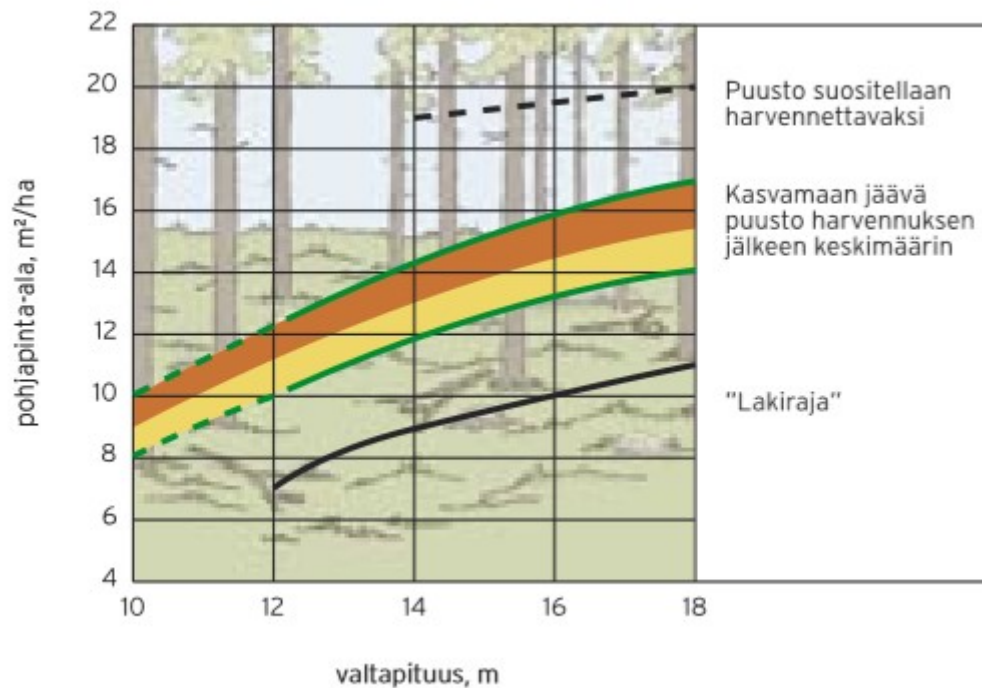 22
20
18
16
14
12
10
8
6
4
pohjapinta-ala, m²/ha
10 12 14 16 18
valtapituus, m
Puusto suositellaan
harvennettavaksi
Kasvamaan jäävä
puusto harvennuksen
jälkeen keskimäärin
"Lakiraja"